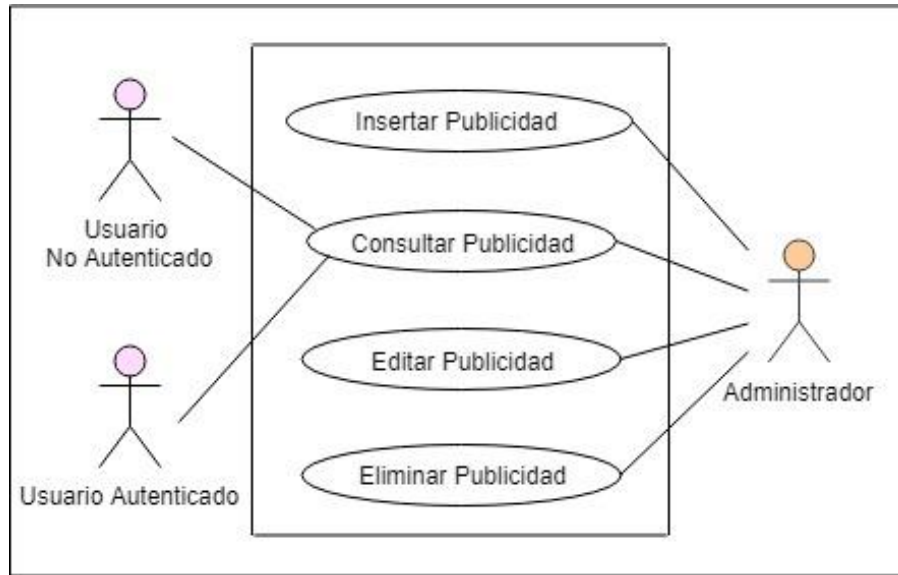 Insertar Publicidad
Usuario
No Autenticado
Consultar Publicidad
Editar Publicidad
Administrador
Usuario Autenticado
Eliminar Publicidad